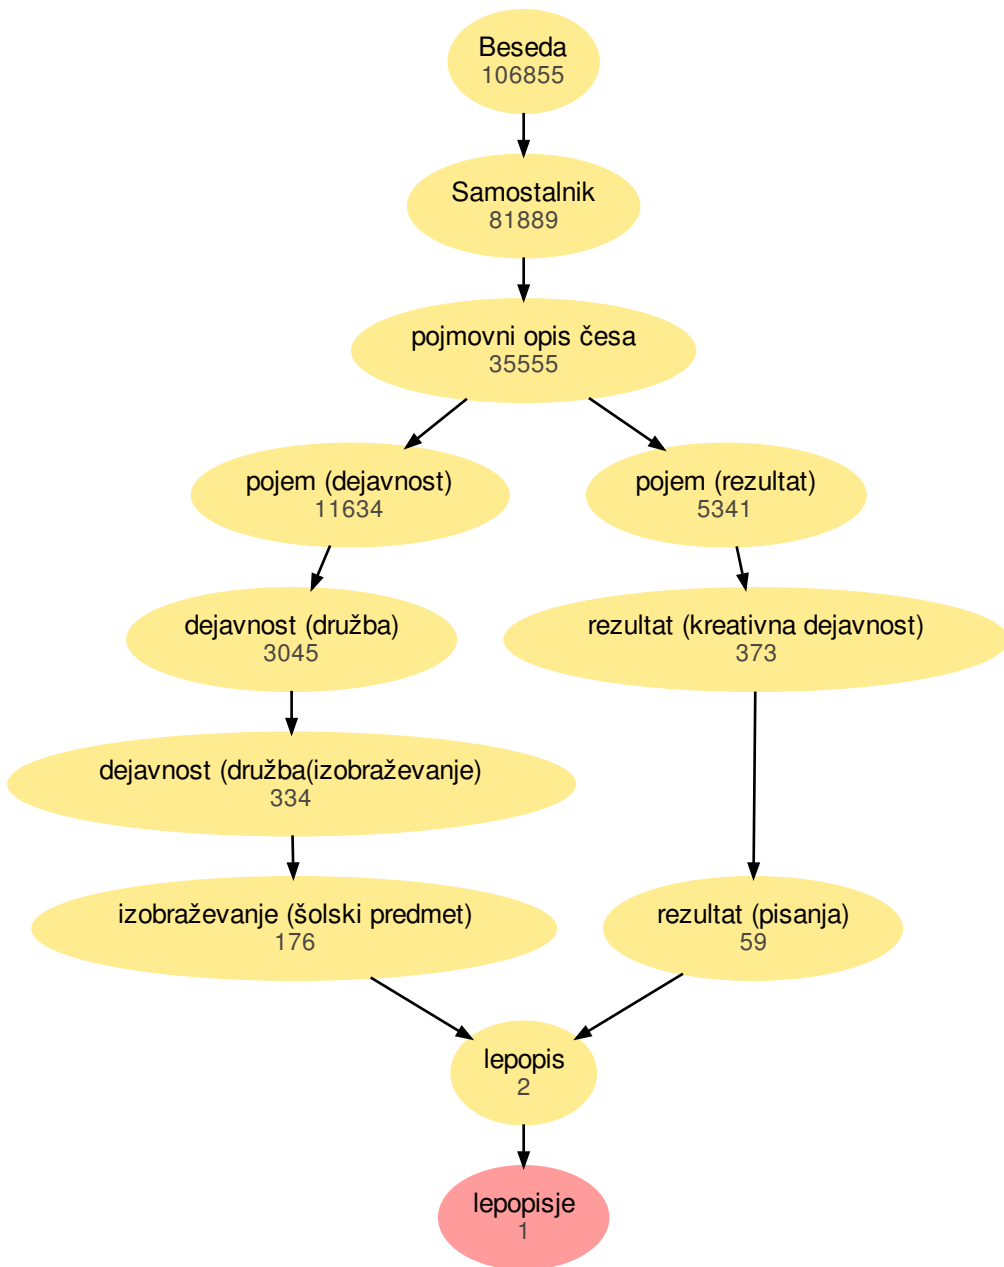 Beseda
106855
Samostalnik
81889
pojmovni opis česa
35555
pojem (dejavnost)
11634
pojem (rezultat)
5341
dejavnost (družba)
3045
rezultat (kreativna dejavnost)
373
dejavnost (družba(izobraževanje)
334
izobraževanje (šolski predmet)
176
rezultat (pisanja)
59
lepopis
2
lepopisje
1